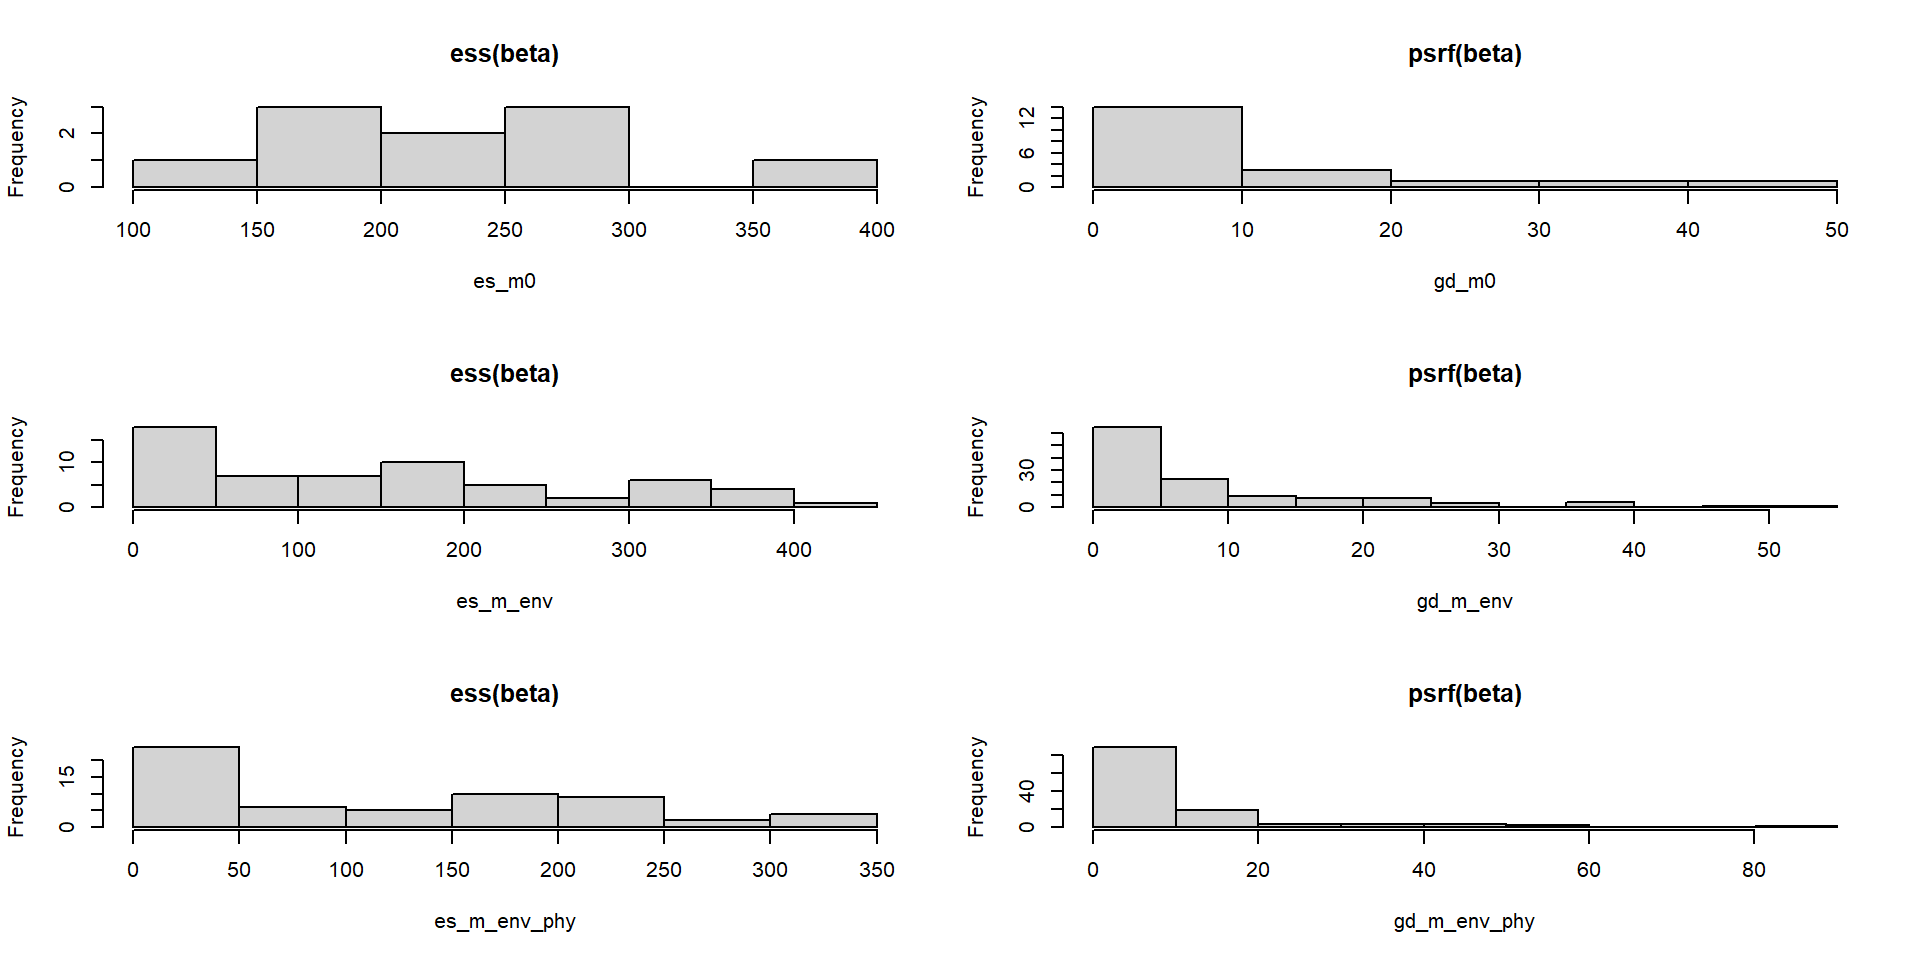 ess(beta)
Frequency
0 2
100 150 200 250 300 350 400
es_m0
psrf(beta)
Frequency
0 6 12
0 10 20 30 40 50
gd_m0
ess(beta)
Frequency
0 10
0 100 200 300 400
es_m_env
psrf(beta)
Frequency
0 30
0 10 20 30 40 50
gd_m_env
ess(beta)
Frequency
0 15
0 50 100 150 200 250 300 350
es_m_env_phy
psrf(beta)
Frequency
0 40
0 20 40 60 80
gd_m_env_phy